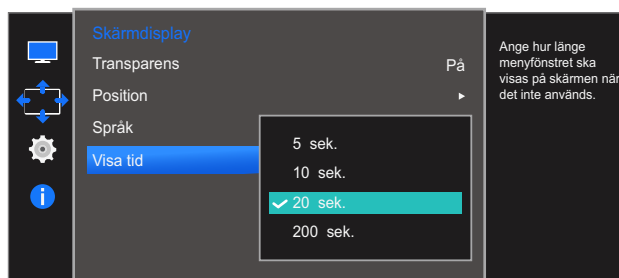 Skärmdisplay
Transparens På
Position
Språk
Visa tid
5 sek.
10 sek.
20 sek.
200 sek.
Ange hur länge
menyfönstret ska
visas på skärmen när
det inte används.